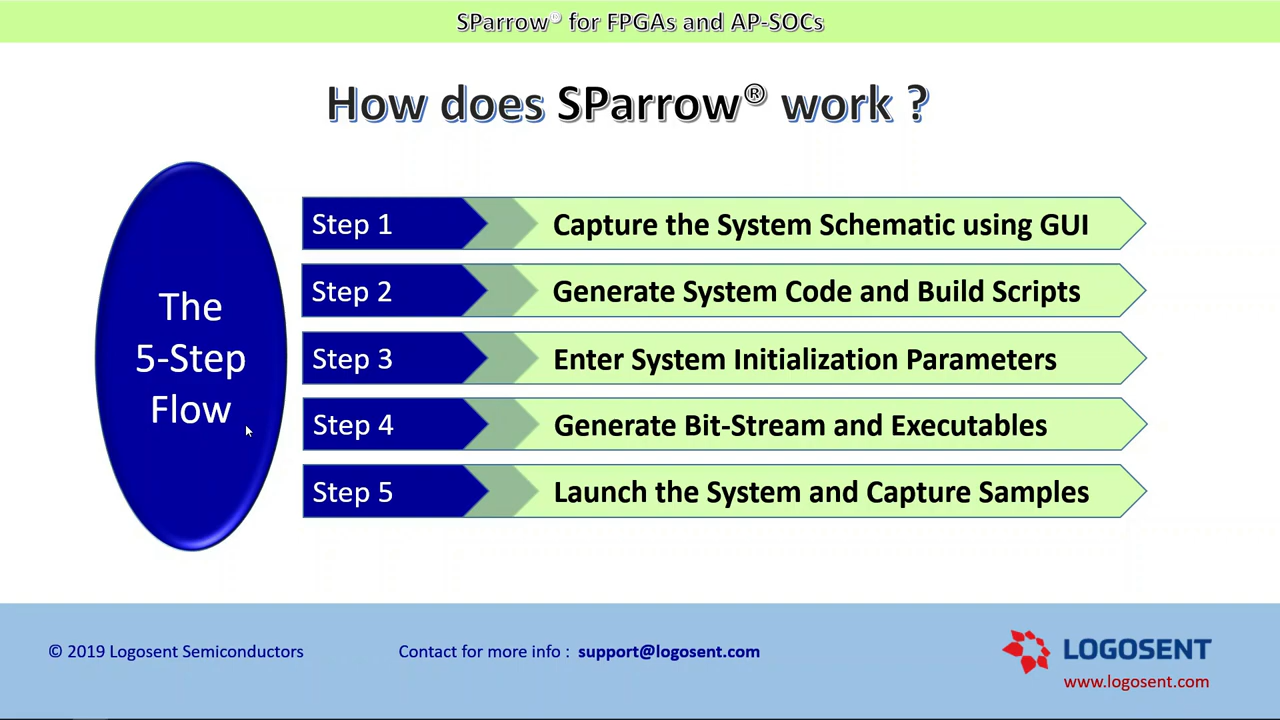 SParrow® for FPGAs and AP-SOCs
How does SParrow® work ?
The
5-Step
Flow
Step 1 Capture the System Schematic using GUI
Step 2 Generate System Code and Build Scripts
Step 3 Enter System Initialization Parameters
Step 4 Generate Bit-Stream and Executables
Step 5 Launch the System and Capture Samples
© 2019 Logosent Semiconductors Contact for more info : support@logosent.com
LOGOSENT
www.logosent.com